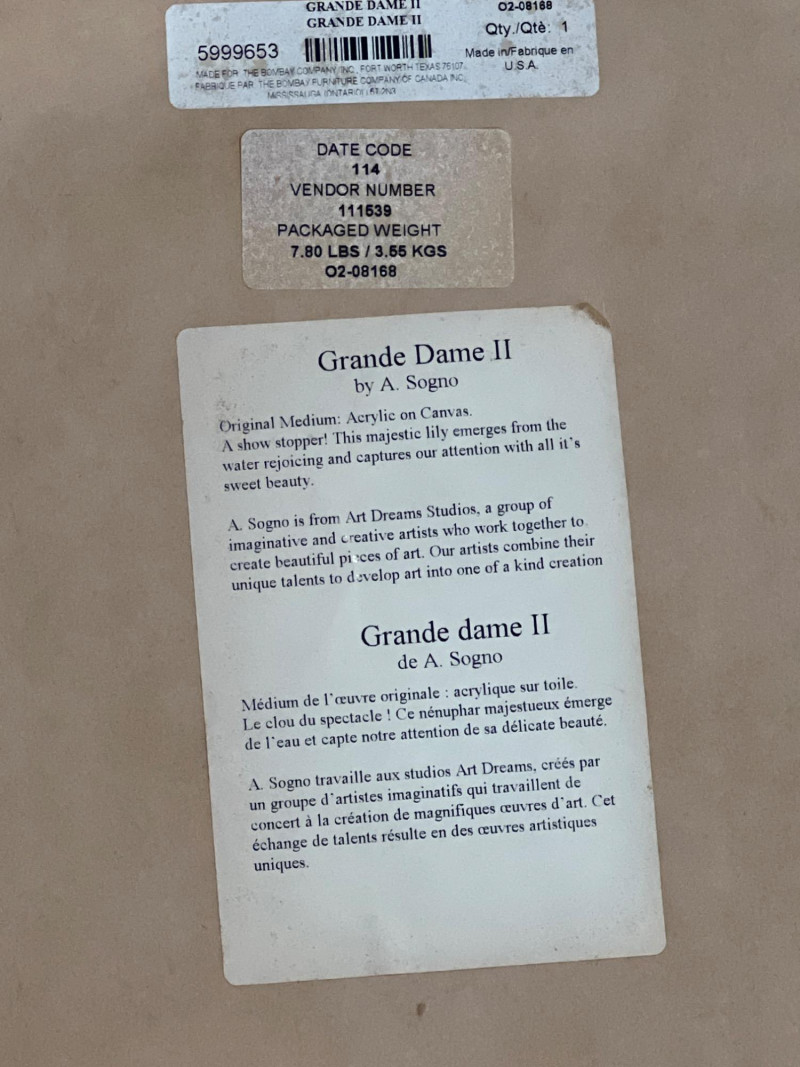 GRANDE DAME II
O2-08168
GRANDE DAME II
Qty./Qtè: 1
5999653
Made in/Fabrique en
U.S.A.
MADE FOR THE BOMBAY COMPANY, INC., FORT WORTH TEXAS 76107.
FABRIQUE PAR THE BOMBAY FURNITURE COMPANY OF CANADA INC,
MISSISSAUGA (ONTARIO)
DATE CODE
114
VENDOR NUMBER
111539
PACKAGED WEIGHT
7.80 LBS / 3.55 KGS
O2-08168
Grande Dame II
by A. Sogno
Original Medium: Acrylic on Canvas.
A show stopper! This majestic lily emerges from the
water rejoicing and captures our attention with all it's
sweet beauty.
A. Sogno is from Art Dreams Studios, a group of
imaginative and creative artists who work together to
create beautiful pieces of art. Our artists combine their
unique talents to develop art into one of a kind creation
Grande dame II
de A. Sogno
Médium de l'œuvre originale : acrylique sur toile.
Le clou du spectacle ! Ce nénuphar majestueux émerge
de l'eau et capte notre attention de sa délicate beauté.
A. Sogno travaille aux studios Art Dreams, créés par
un groupe d'artistes imaginatifs qui travaillent de
concert à la création de magnifiques œuvres d'art. Cet
échange de talents résulte en des œuvres artistiques
uniques.